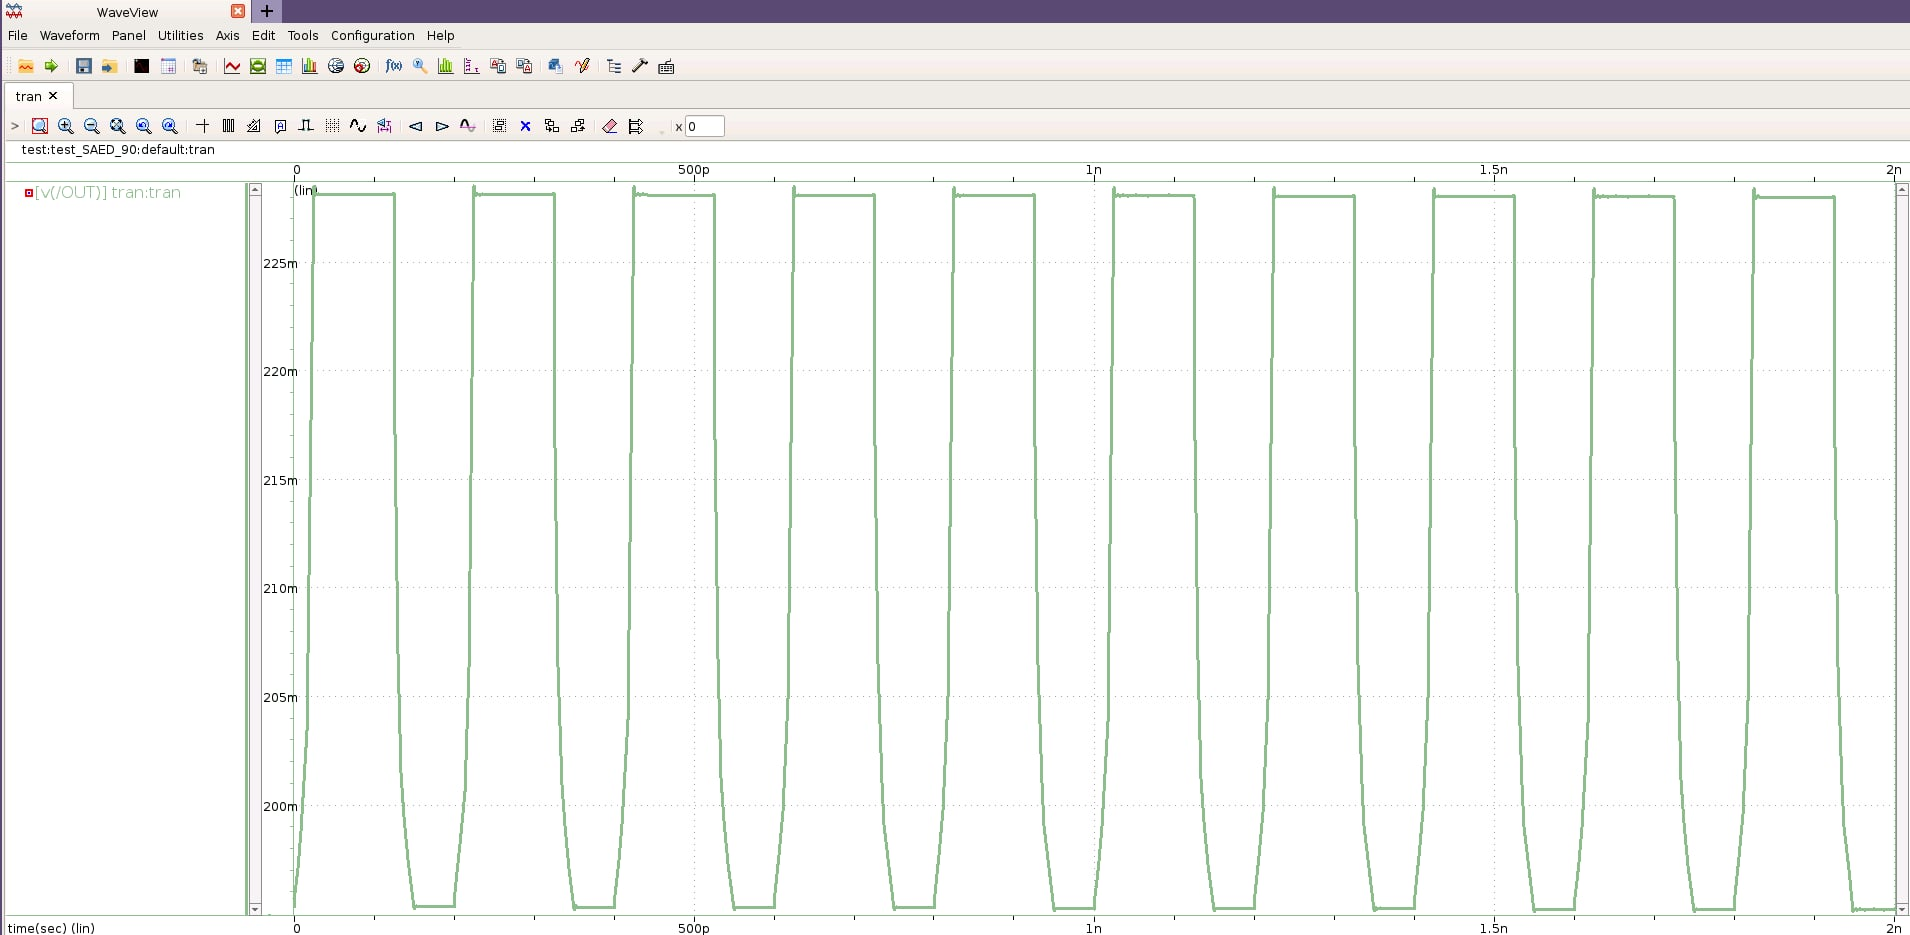 WaveView
File Waveform Panel Utilities Axis Edit Tools Configuration Help
f(x)
tran
> x 0
test:test_SAED_90:default:tran
0 500p 1n 1.5n 2n
[v(/OUT)] tran:tran
(lin)
225m
220m
215m
210m
205m
200m
time(sec) (lin)
0 500p 1n 1.5n 2n